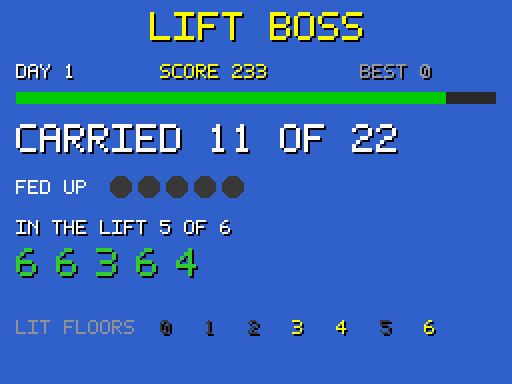 LIFT BOSS
DAY 1 SCORE 233 BEST 0
CARRIED 11 OF 22
FED UP
IN THE LIFT 5 OF 6
6 6 3 6 4
LIT FLOORS 0 1 2 3 4 5 6